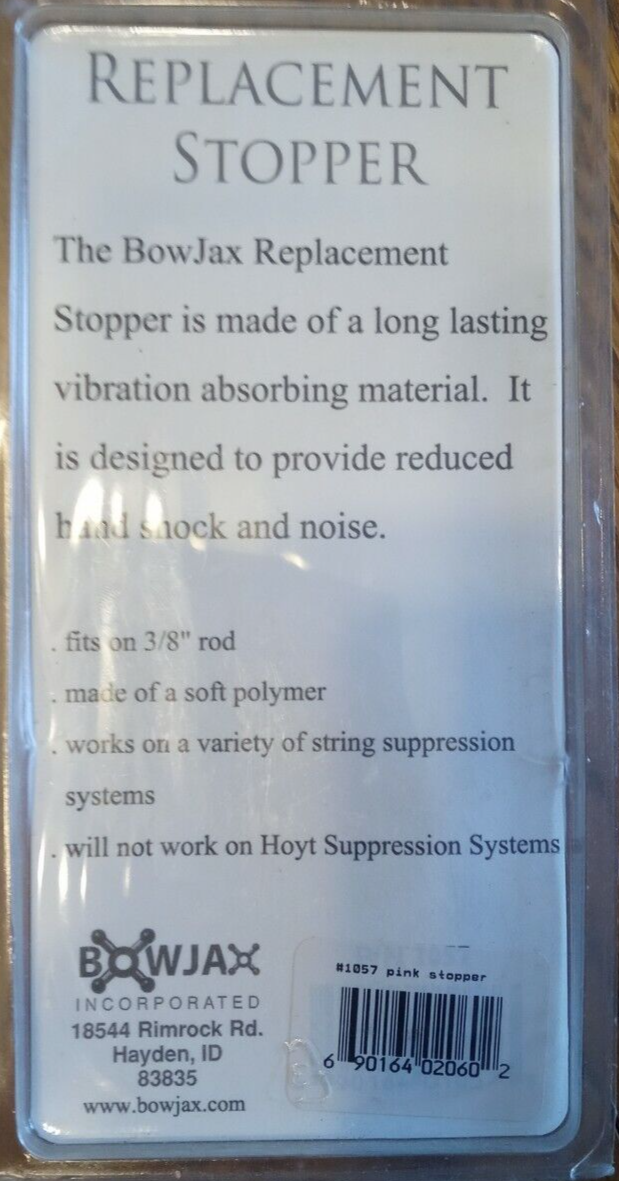 REPLACEMENT
STOPPER
The BowJax Replacement
Stopper is made of a long lasting
vibration absorbing material. It
is designed to provide reduced
hand shock and noise.
. fits on 3/8" rod
. made of a soft polymer
. works on a variety of string suppression
systems
. will not work on Hoyt Suppression Systems
BOWJAX
INCORPORATED
18544 Rimrock Rd.
Hayden, ID
83835
www.bowjax.com
#1057 pink stopper
6 90164 02060 2